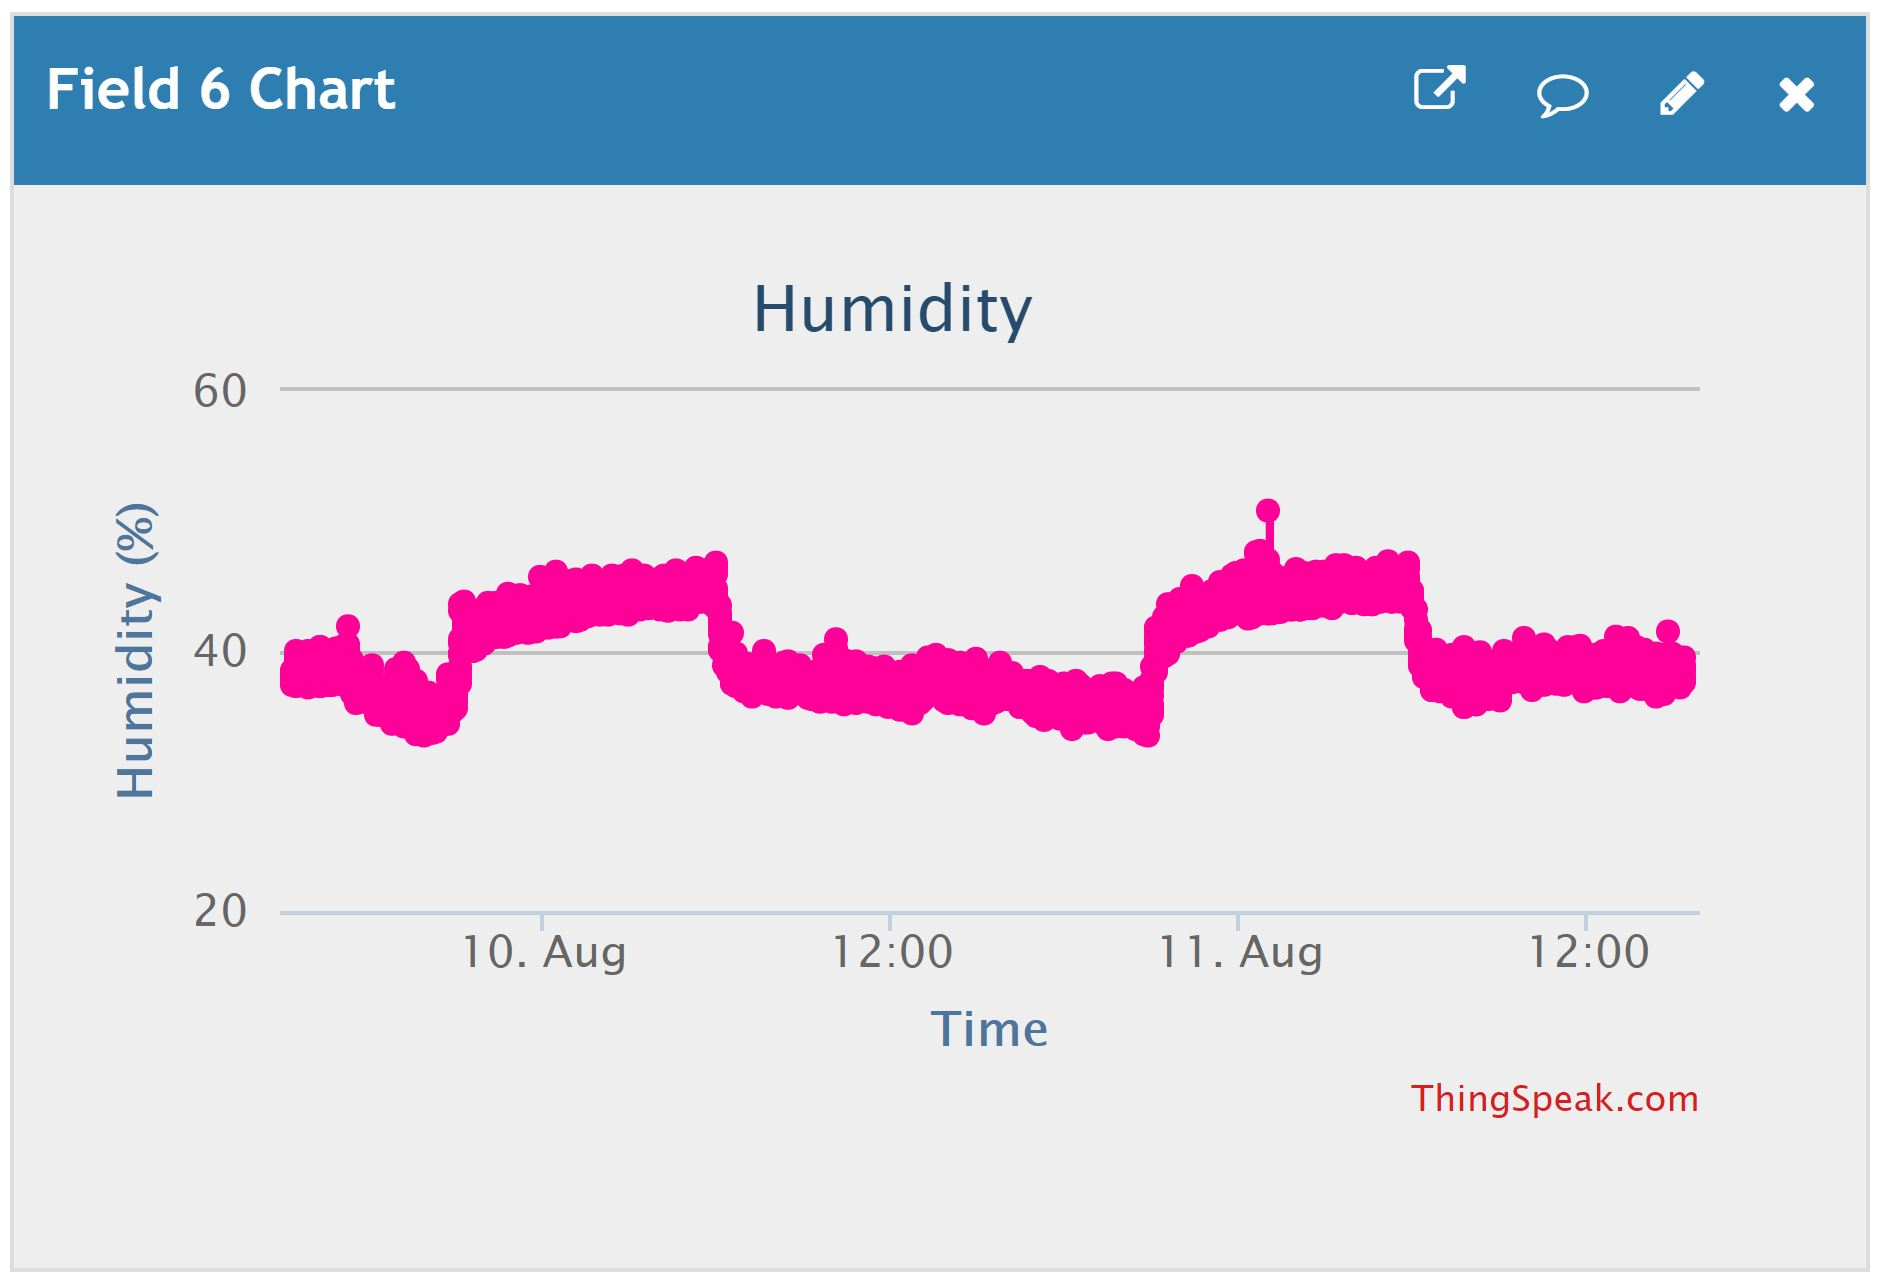 Field 6 Chart
Humidity
60
40
20
Humidity (%)
10. Aug
12:00
11. Aug
12:00
Time
ThingSpeak.com